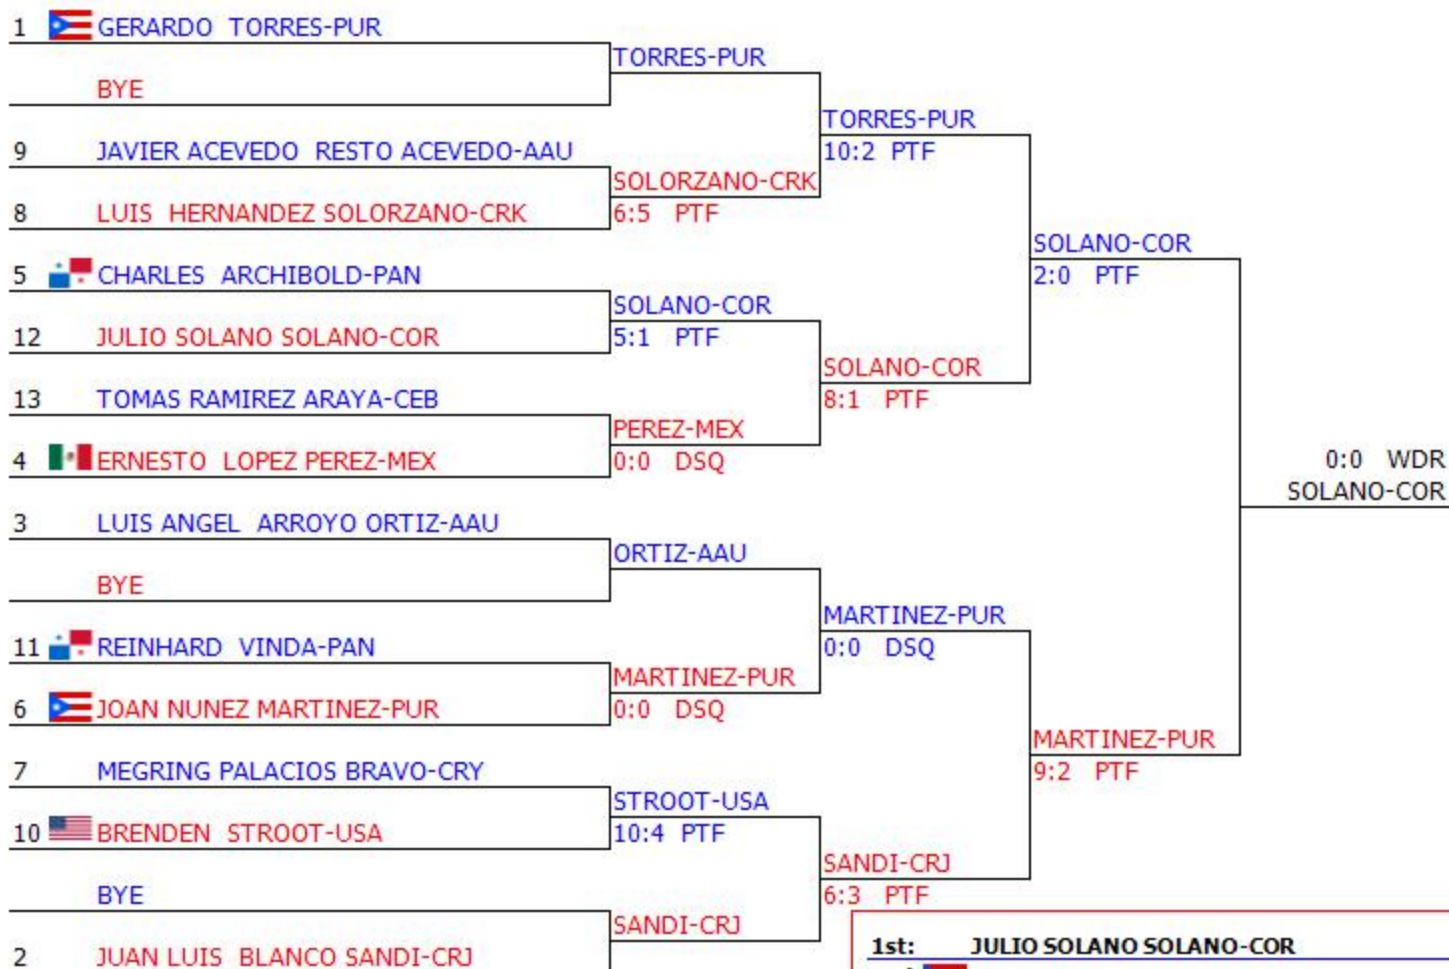 1 GERARDO TORRES-PUR
TORRES-PUR
BYE
TORRES-PUR
9 JAVIER ACEVEDO RESTO ACEVEDO-AAU
10:2 PTF
SOLORZANO-CRK
8 LUIS HERNANDEZ SOLORZANO-CRK
6:5 PTF
SOLANO-COR
5 CHARLES ARCHIBOLD-PAN
2:0 PTF
SOLANO-COR
12 JULIO SOLANO SOLANO-COR
5:1 PTF
SOLANO-COR
13 TOMAS RAMIREZ ARAYA-CEB
8:1 PTF
PEREZ-MEX
4 ERNESTO LOPEZ PEREZ-MEX
0:0 DSQ
0:0 WDR
SOLANO-COR
3 LUIS ANGEL ARROYO ORTIZ-AAU
ORTIZ-AAU
BYE
MARTINEZ-PUR
11 REINHARD VINDA-PAN
0:0 DSQ
MARTINEZ-PUR
6 JOAN NUNEZ MARTINEZ-PUR
0:0 DSQ
MARTINEZ-PUR
7 MEGRING PALACIOS BRAVO-CRY
9:2 PTF
STROOT-USA
10 BRENDEN STROOT-USA
10:4 PTF
SANDI-CRJ
BYE
6:3 PTF
SANDI-CRJ
2 JUAN LUIS BLANCO SANDI-CRJ
1st: JULIO SOLANO SOLANO-COR